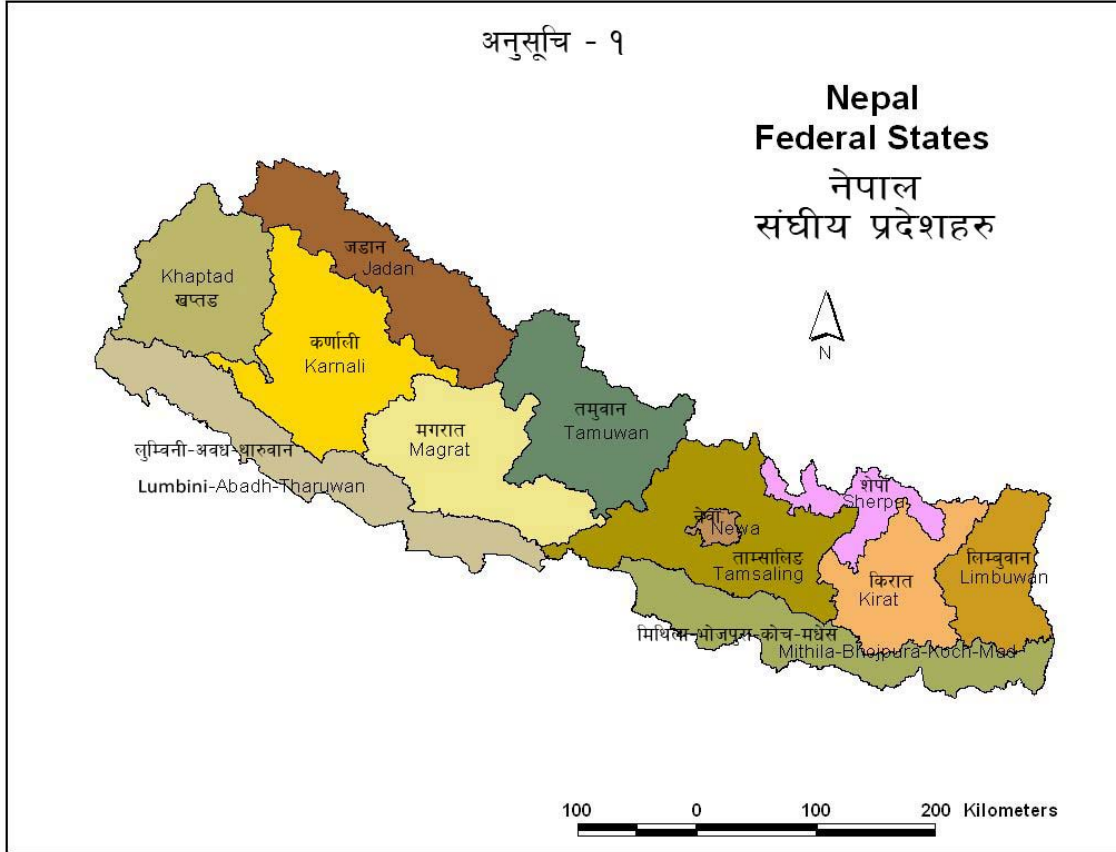 अनुसूचि - १
Nepal
Federal States
नेपाल
संघीय प्रदेशहरु
N
जडान
Jadan
Khaptad
खप्तड
कर्णाली
Karnali
मगरात
Magrat
तमुवान
Tamuwan
लुम्विनी-अवध-थारुवान
Lumbini-Abadh-Tharuwan
शेर्पा
Sherpa
नेवा
Newa
ताम्सालिङ
Tamsaling
किरात
Kirat
लिम्बुवान
Limbuwan
मिथिला-भोजपुरा-कोच-मधेस
Mithila-Bhojpura-Koch-Mad
100 0 100 200 Kilometers